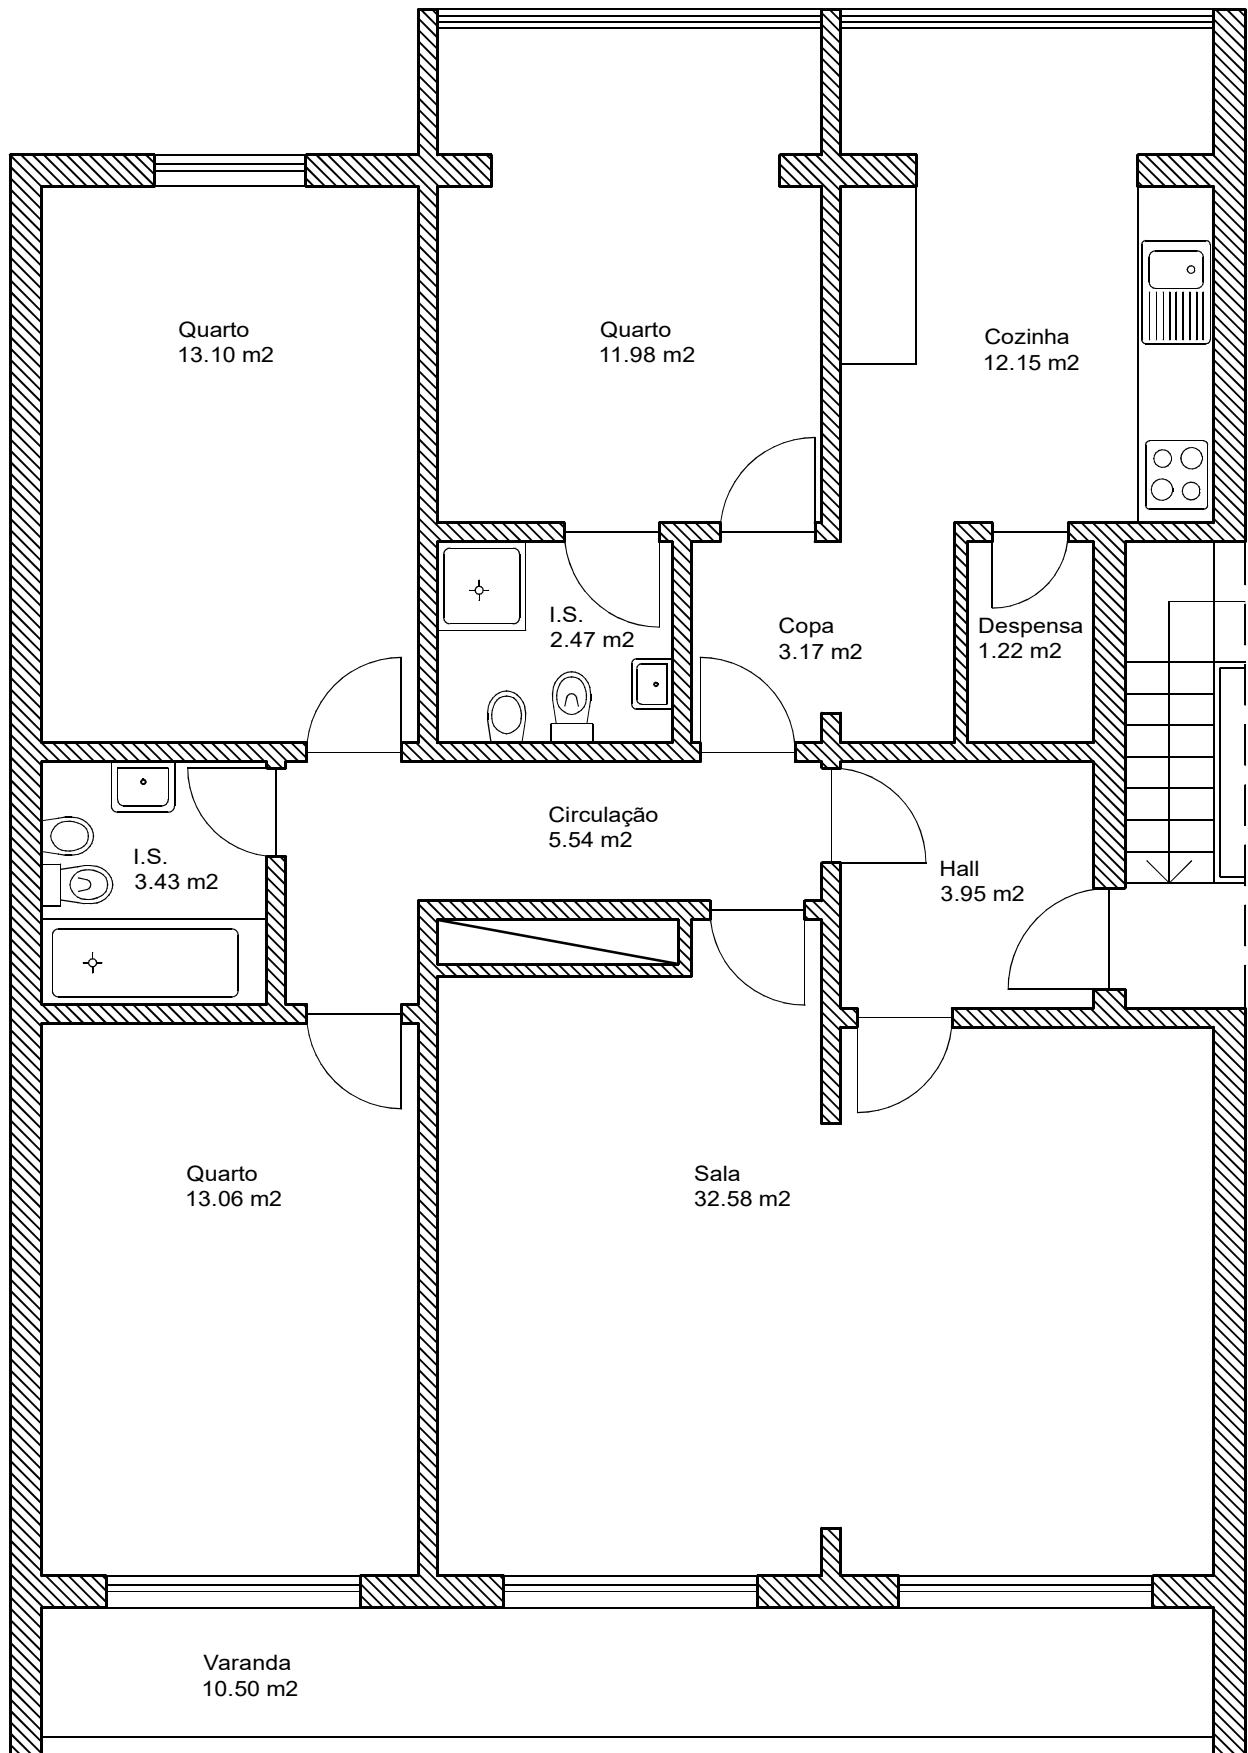 Quarto
13.10 m2
Quarto
11.98 m2
Cozinha
12.15 m2
I.S.
2.47 m2
Copa
3.17 m2
Despensa
1.22 m2
Circulação
5.54 m2
I.S.
3.43 m2
Hall
3.95 m2
Quarto
13.06 m2
Sala
32.58 m2
Varanda
10.50 m2